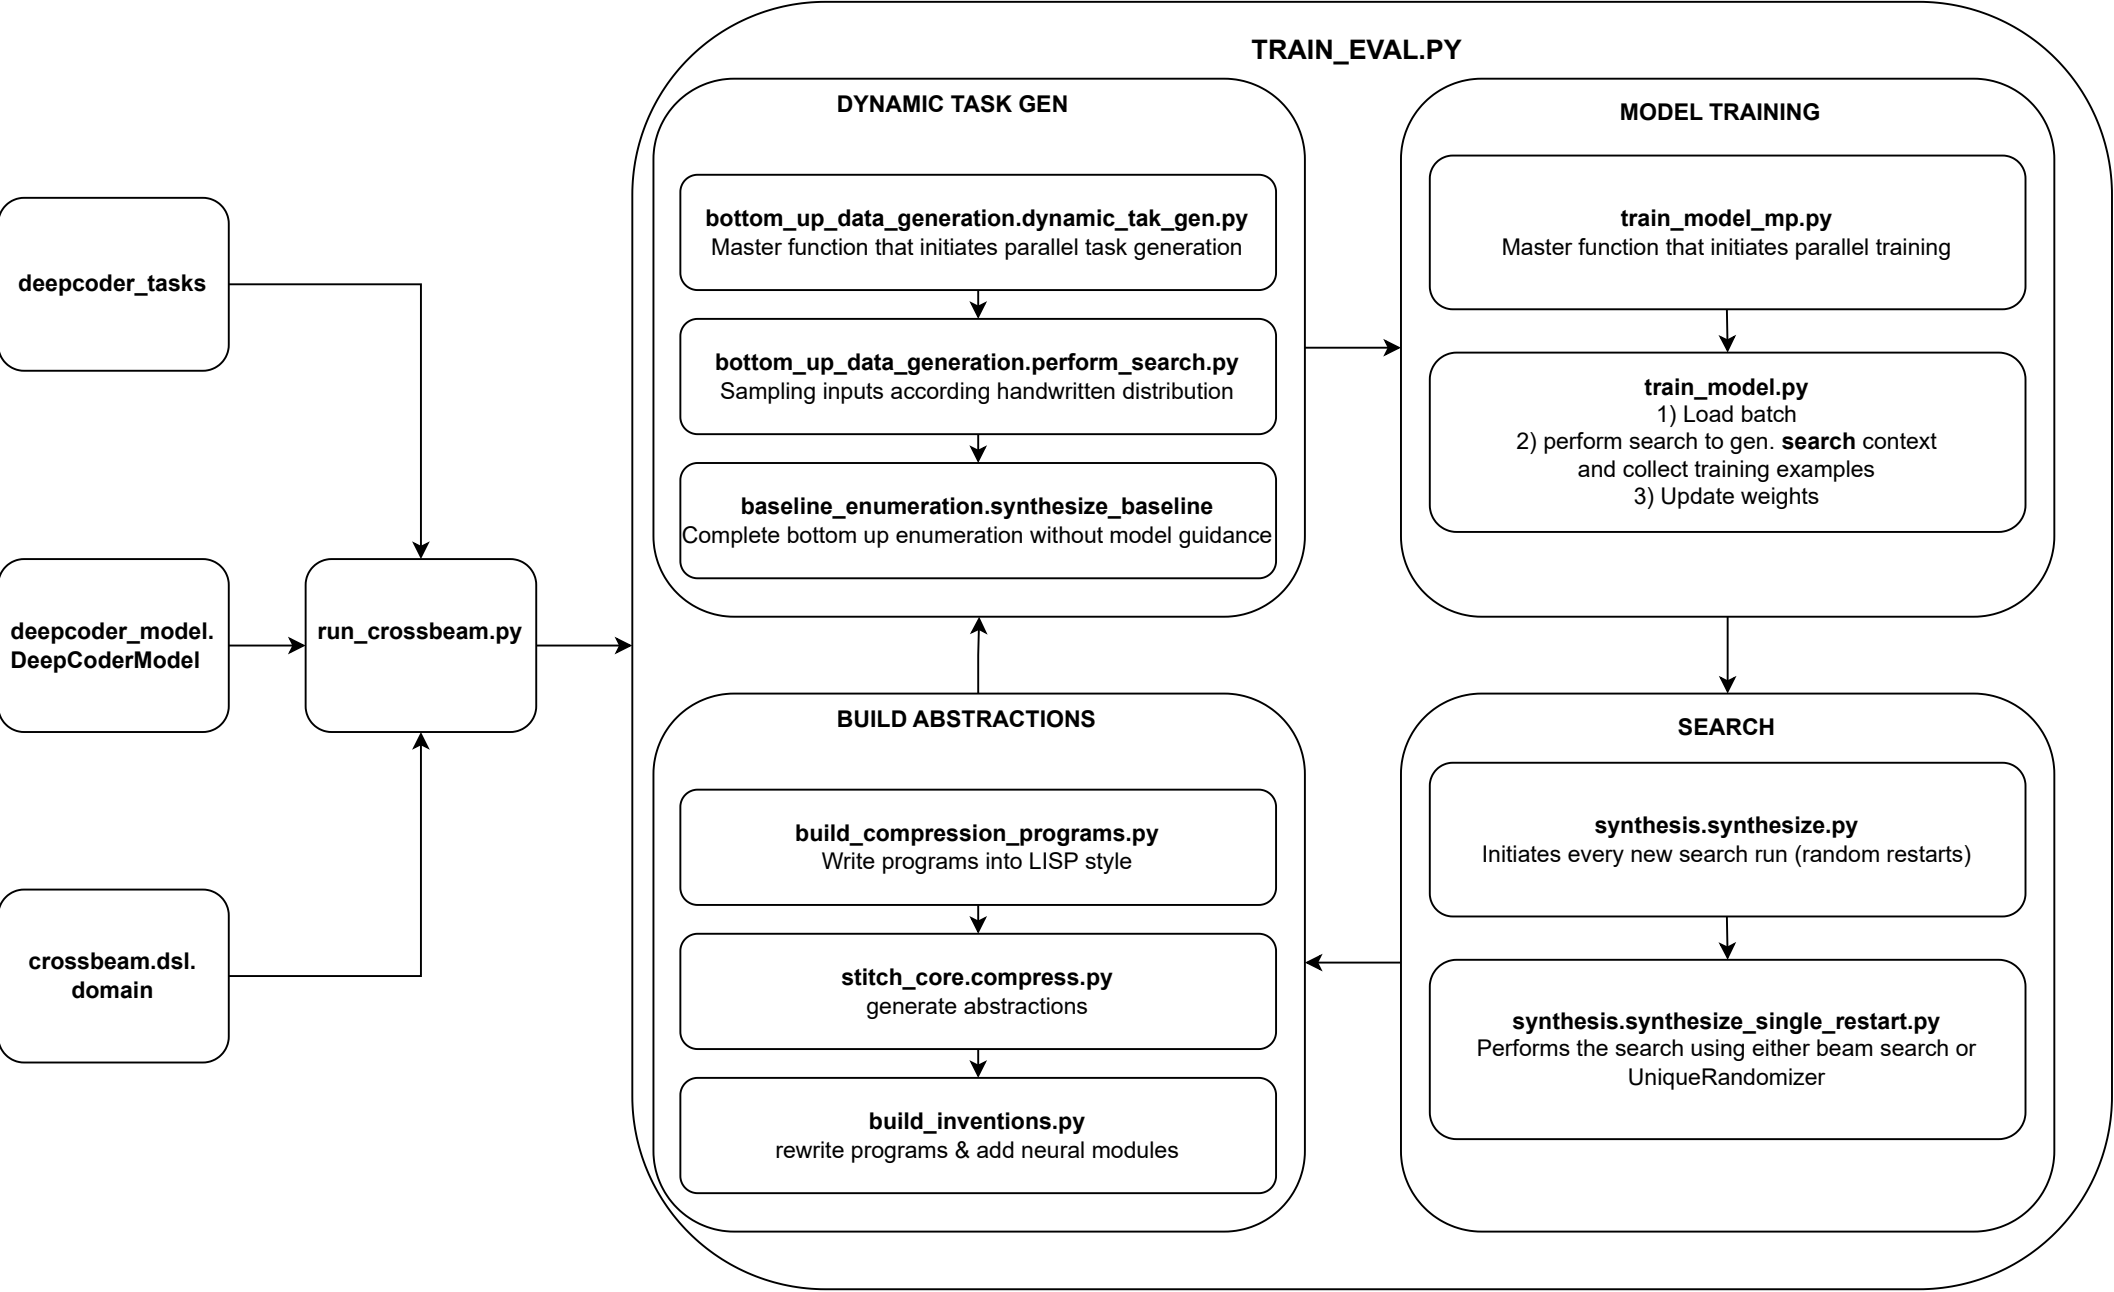 deepcoder_tasks
deepcoder_model.
DeepCoderModel
crossbeam.dsl.
domain
run_crossbeam.py
TRAIN_EVAL.PY
DYNAMIC TASK GEN
bottom_up_data_generation.dynamic_tak_gen.py
Master function that initiates parallel task generation
bottom_up_data_generation.perform_search.py
Sampling inputs according handwritten distribution
baseline_enumeration.synthesize_baseline
Complete bottom up enumeration without model guidance
MODEL TRAINING
train_model_mp.py
Master function that initiates parallel training
train_model.py
1) Load batch
2) perform search to gen. search context
and collect training examples
3) Update weights
SEARCH
synthesis.synthesize.py
Initiates every new search run (random restarts)
synthesis.synthesize_single_restart.py
Performs the search using either beam search or
UniqueRandomizer
BUILD ABSTRACTIONS
build_compression_programs.py
Write programs into LISP style
stitch_core.compress.py
generate abstractions
build_inventions.py
rewrite programs & add neural modules